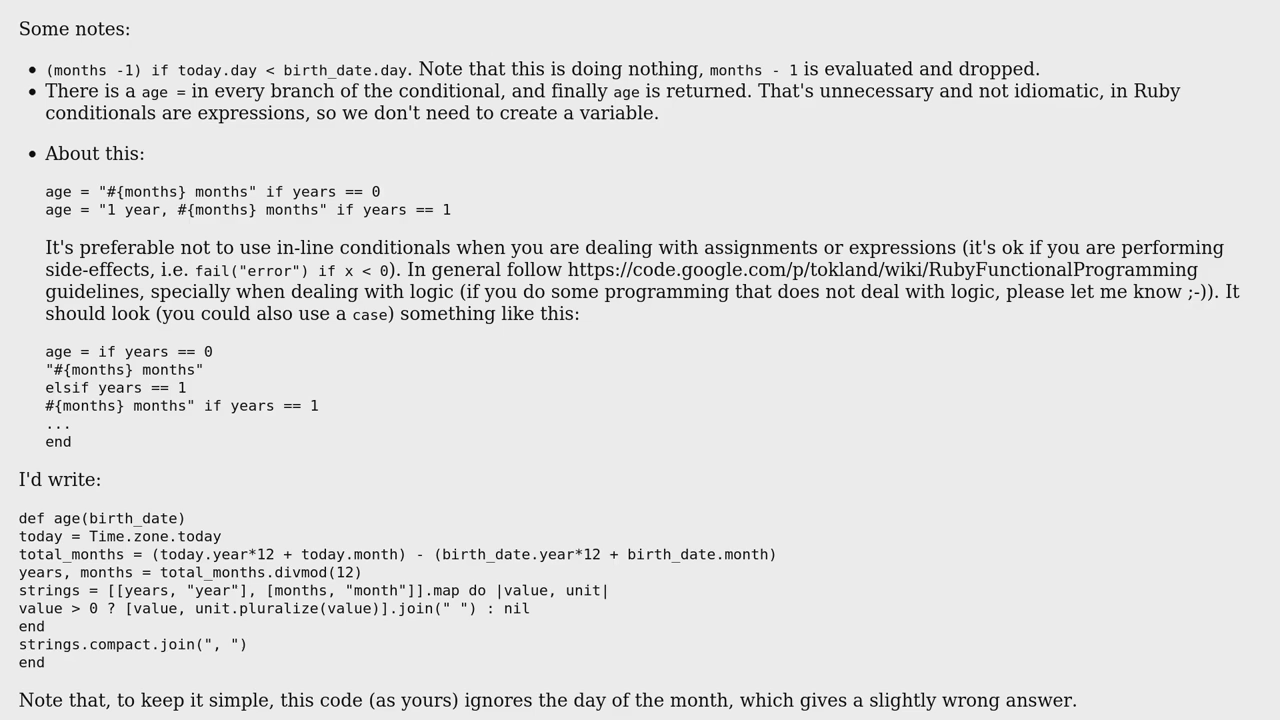 Some notes:
(months -1) if today.day < birth_date.day. Note that this is doing nothing, months - 1 is evaluated and dropped.
There is a age = in every branch of the conditional, and finally age is returned. That's unnecessary and not idiomatic, in Ruby
conditionals are expressions, so we don't need to create a variable.
About this:
age = "#{months} months" if years == 0
age = "1 year, #{months} months" if years == 1
It's preferable not to use in-line conditionals when you are dealing with assignments or expressions (it's ok if you are performing
side-effects, i.e. fail("error") if x < 0). In general follow https://code.google.com/p/tokland/wiki/RubyFunctionalProgramming
guidelines, specially when dealing with logic (if you do some programming that does not deal with logic, please let me know ;-)). It
should look (you could also use a case) something like this:
age = if years == 0
"#{months} months"
elsif years == 1
#{months} months" if years == 1
...
end
I'd write:
def age(birth_date)
today = Time.zone.today
total_months = (today.year*12 + today.month) - (birth_date.year*12 + birth_date.month)
years, months = total_months.divmod(12)
strings = [[years, "year"], [months, "month"]].map do |value, unit|
value > 0 ? [value, unit.pluralize(value)].join(" ") : nil
end
strings.compact.join(", ")
end
Note that, to keep it simple, this code (as yours) ignores the day of the month, which gives a slightly wrong answer.